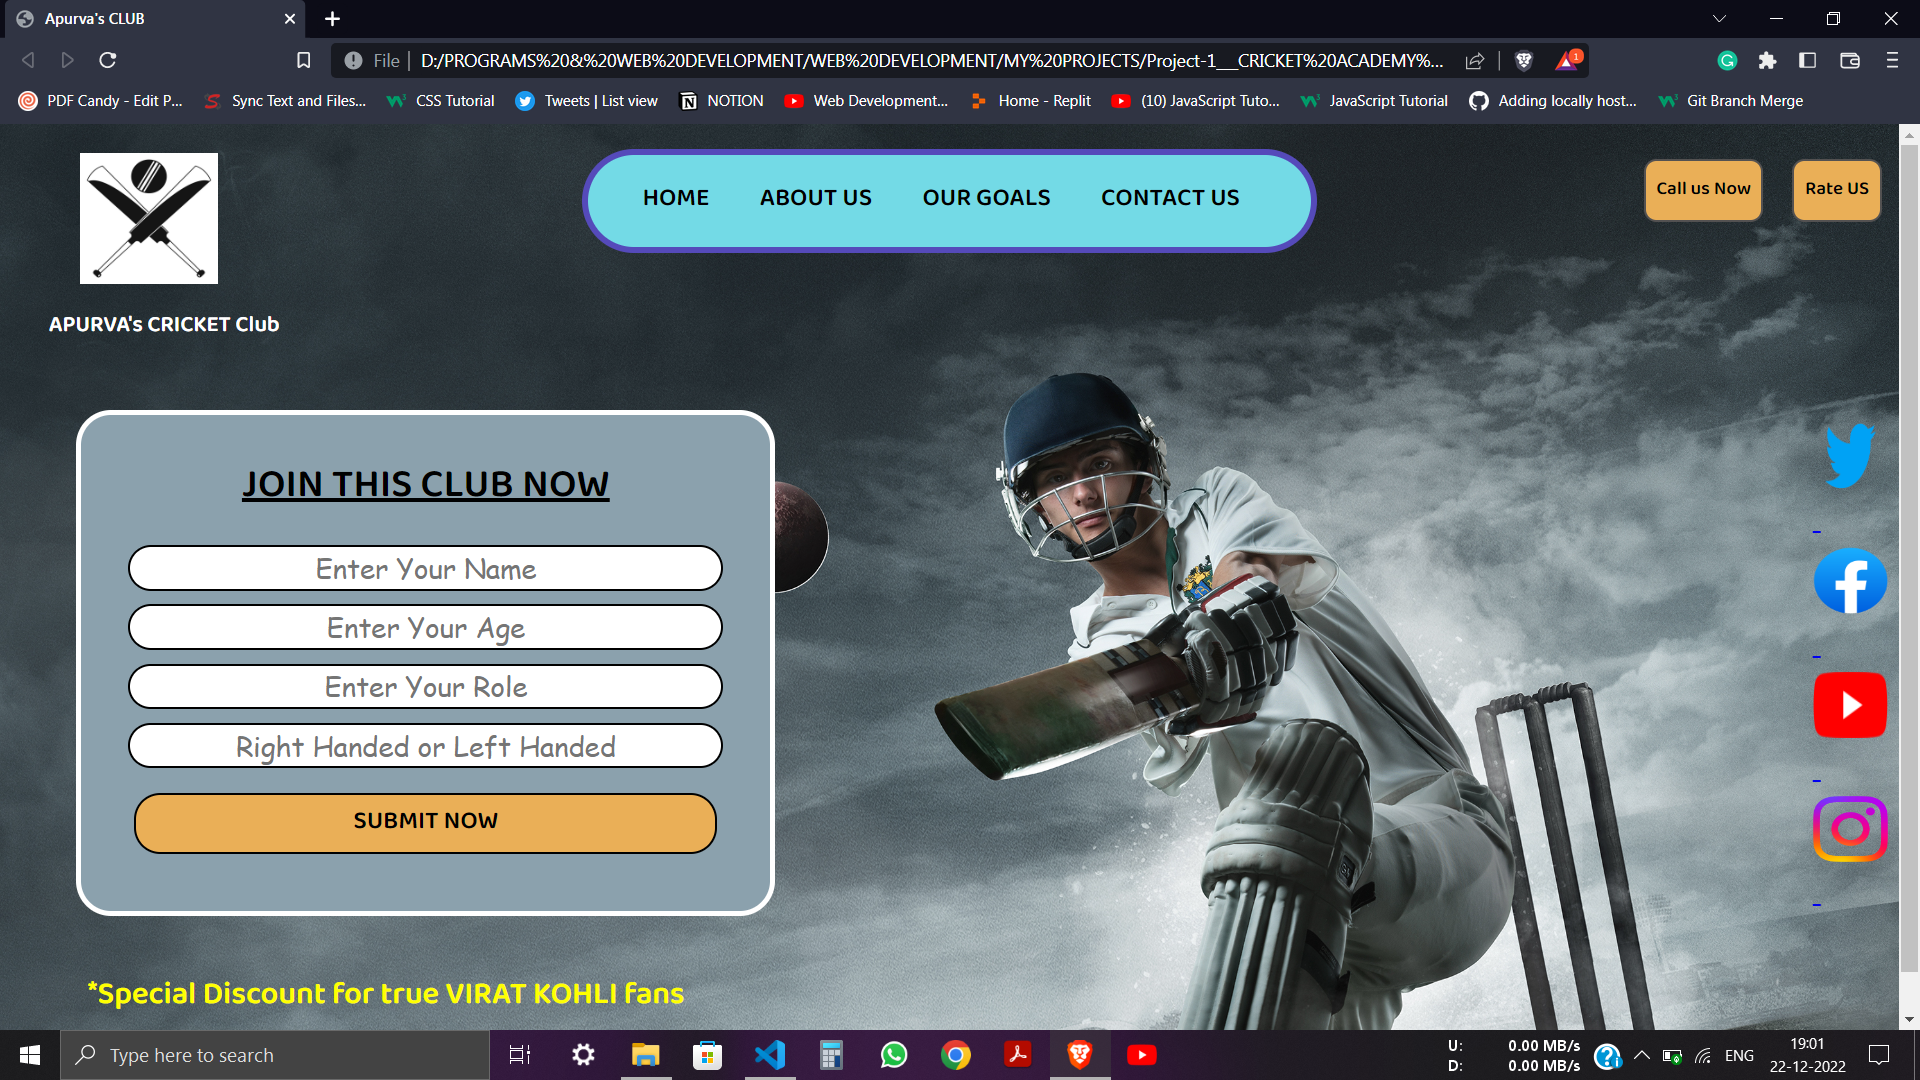 Apurva's CLUB
File
D:/PROGRAMS%20&%20WEB%20DEVELOPMENT/WEB%20DEVELOPMENT/MY%20PROJECTS/Project-1___CRICKET%20ACADEMY%...
1
PDF Candy - Edit P...
Sync Text and Files...
CSS Tutorial
Tweets | List view
NOTION
Web Development...
Home - Replit
(10) JavaScript Tuto...
JavaScript Tutorial
Adding locally host...
Git Branch Merge
HOME
ABOUT US
OUR GOALS
CONTACT US
Call us Now
Rate US
APURVA's CRICKET Club
JOIN THIS CLUB NOW
Enter Your Name
Enter Your Age
Enter Your Role
Right Handed or Left Handed
SUBMIT NOW
*Special Discount for true VIRAT KOHLI fans
Type here to search
U: 0.00 MB/s
D: 0.00 MB/s
ENG
19:01
22-12-2022